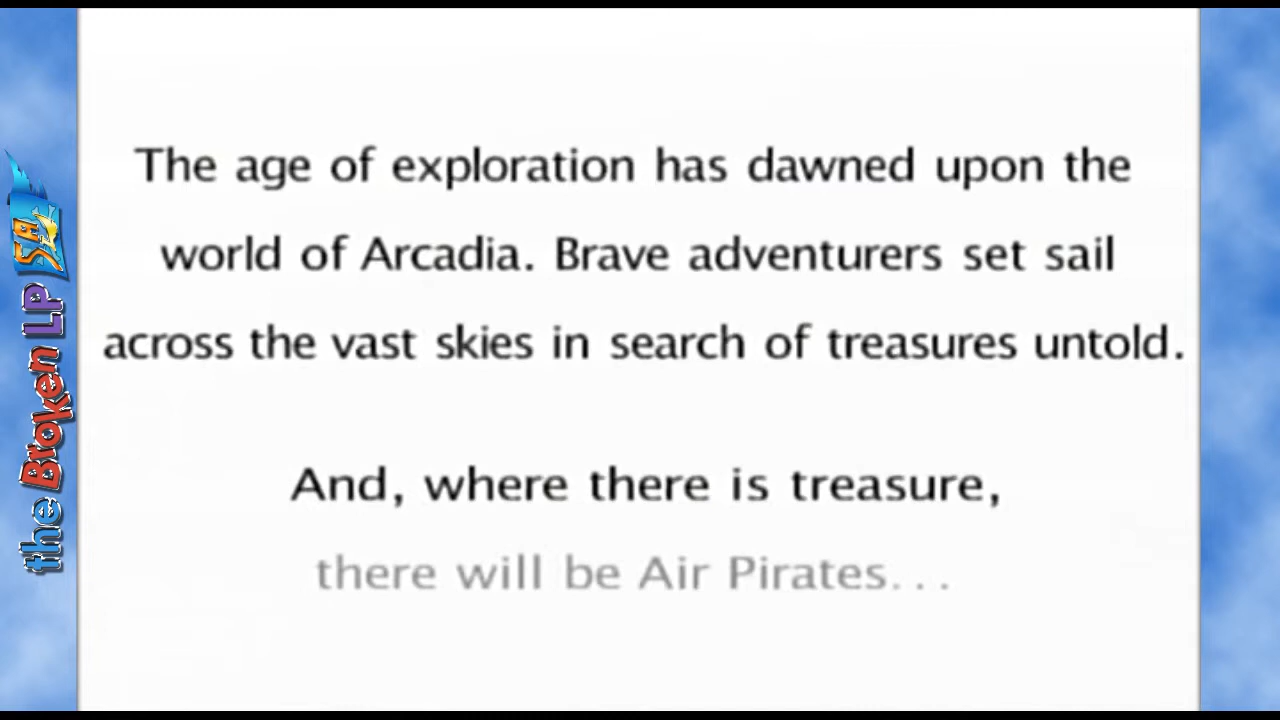 The age of exploration has dawned upon the
world of Arcadia. Brave adventurers set sail
across the vast skies in search of treasures untold.
And, where there is treasure,
there will be Air Pirates...
the Broken LP SA